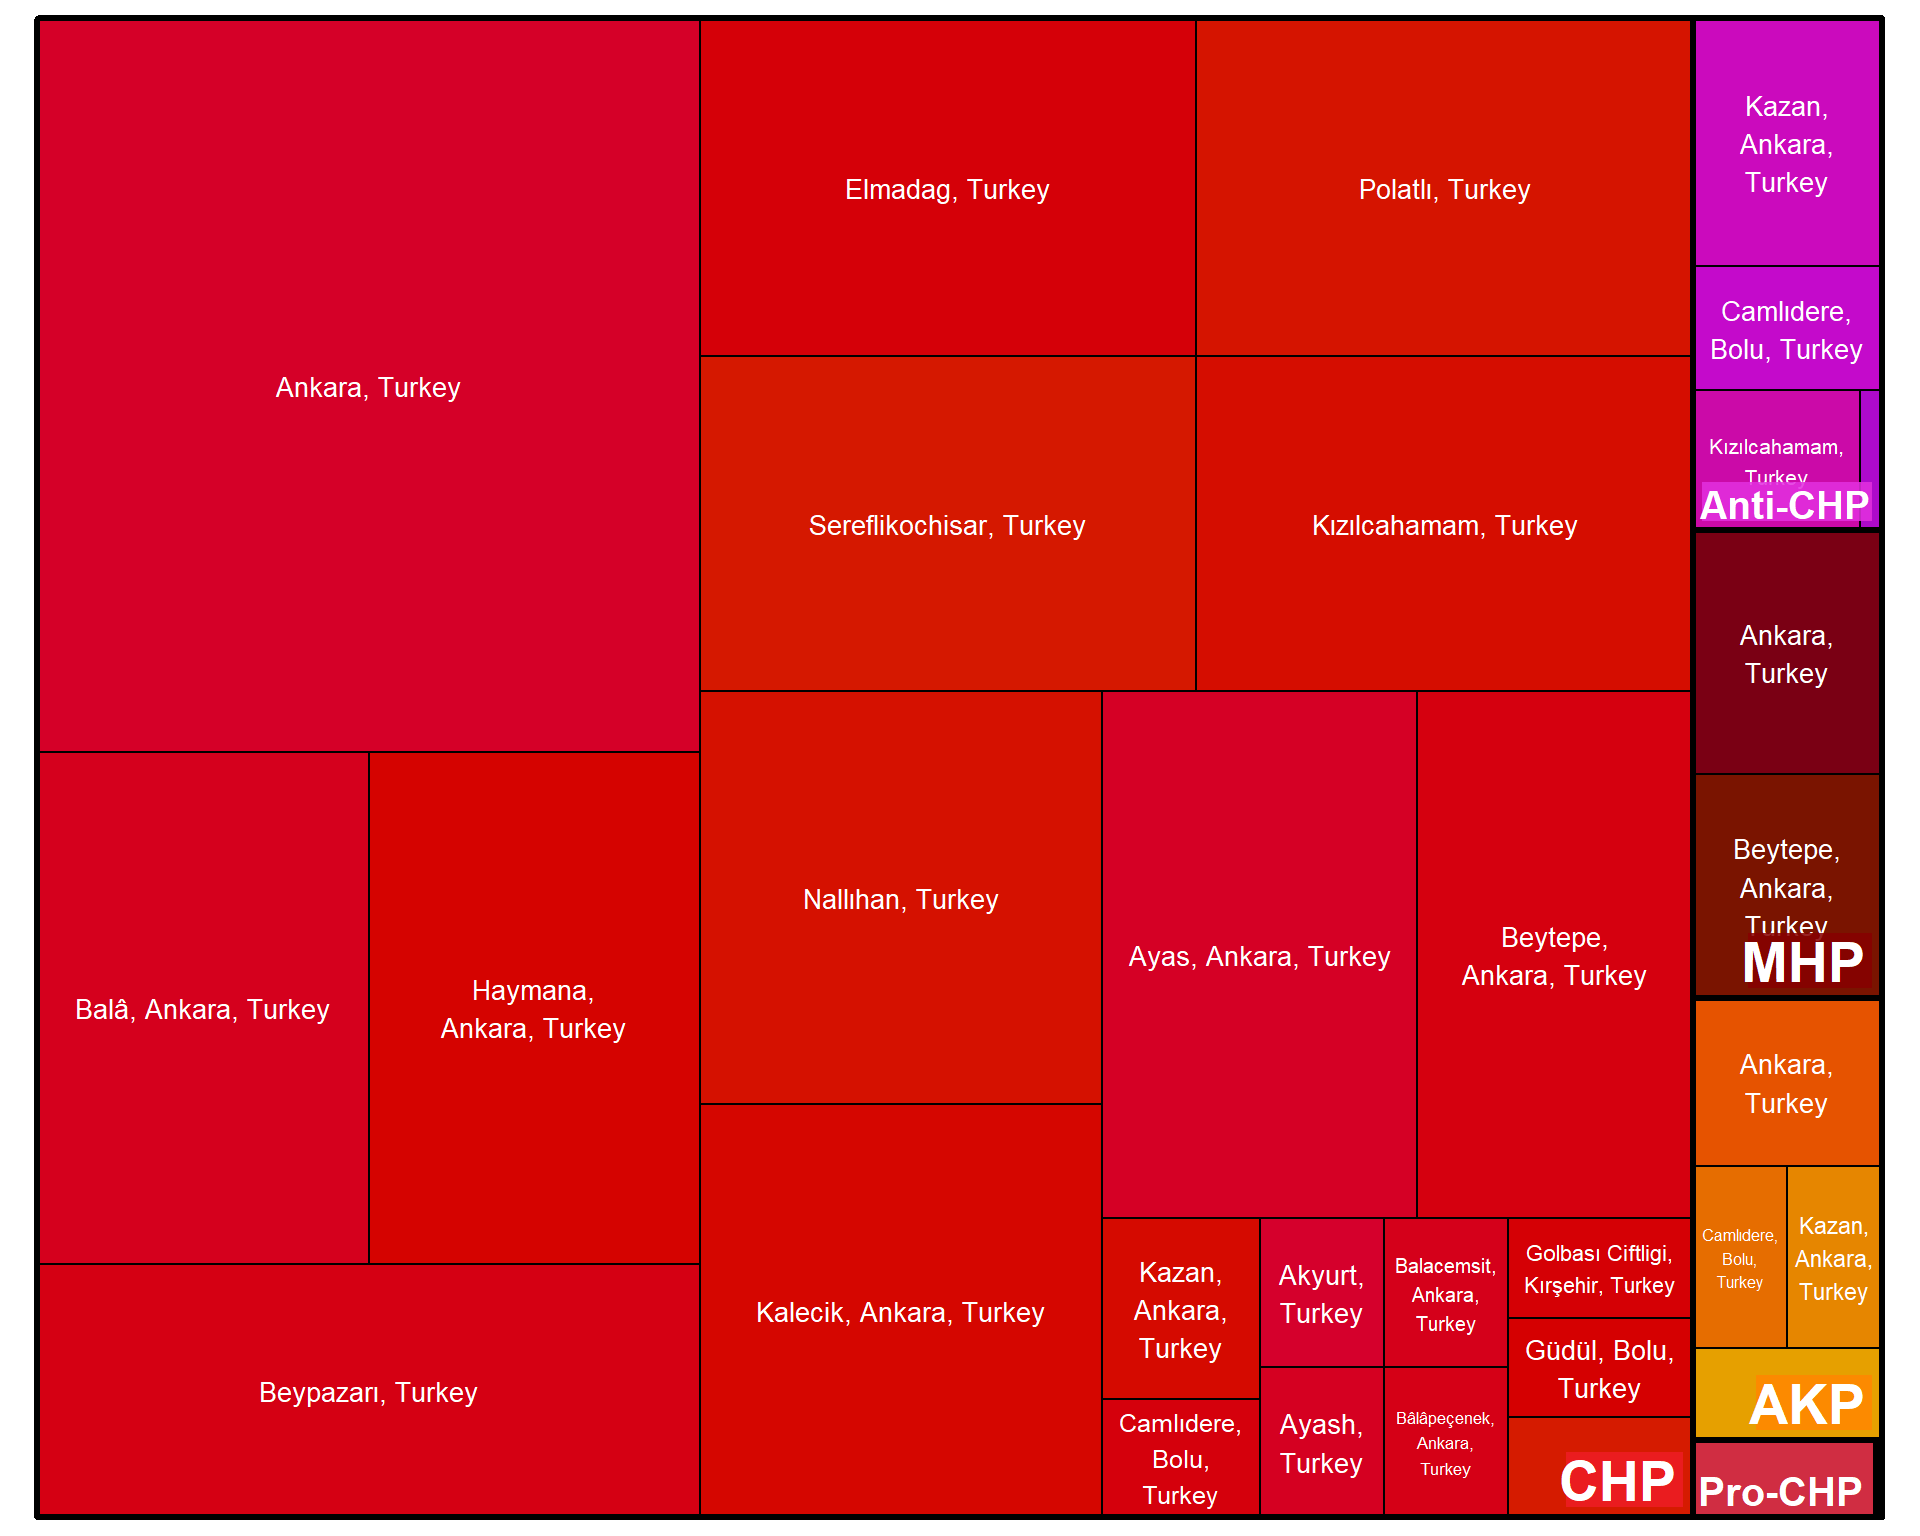 Ankara, Turkey
Elmadag, Turkey
Polatlı, Turkey
Sereflikochisar, Turkey
Kızılcahamam, Turkey
Balâ, Ankara, Turkey
Haymana,
Ankara, Turkey
Beypazarı, Turkey
Nallıhan, Turkey
Kalecik, Ankara, Turkey
Ayas, Ankara, Turkey
Beytepe,
Ankara, Turkey
Kazan,
Ankara,
Turkey
Camlıdere,
Bolu,
Turkey
Akyurt,
Turkey
Ayash,
Turkey
Balacemsit,
Ankara,
Turkey
Bâlâpeçenek,
Ankara,
Turkey
Golbası Ciftligi,
Kırşehir, Turkey
Güdül, Bolu,
Turkey
CHP
Kazan,
Ankara,
Turkey
Camlıdere,
Bolu, Turkey
Kızılcahamam,
Turkey
Anti-CHP
Ankara,
Turkey
Beytepe,
Ankara,
Turkey
MHP
Ankara,
Turkey
Camlıdere,
Bolu,
Turkey
Kazan,
Ankara,
Turkey
AKP
Pro-CHP